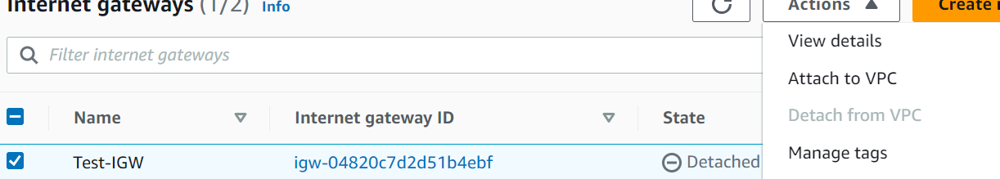 Internet gateways (1/2) Info
Actions
Create
Filter internet gateways
View details
Attach to VPC
Detach from VPC
Manage tags
Name
Internet gateway ID
State
Test-IGW
igw-04820c7d2d51b4ebf
Detached